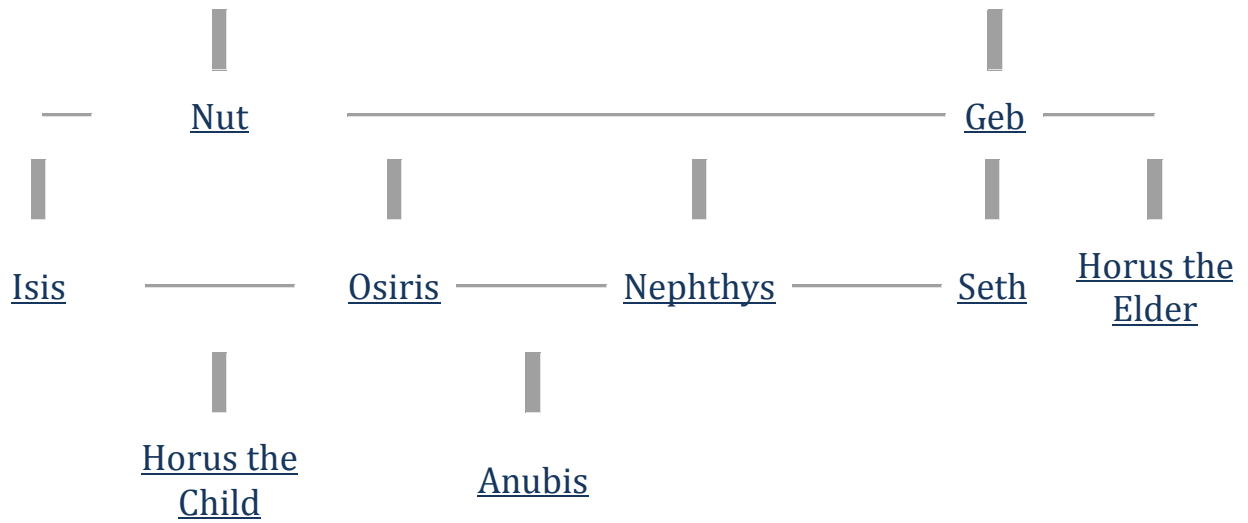 Nut Geb
Isis Osiris Nephthys Seth Horus the
Elder
Horus the
Child Anubis